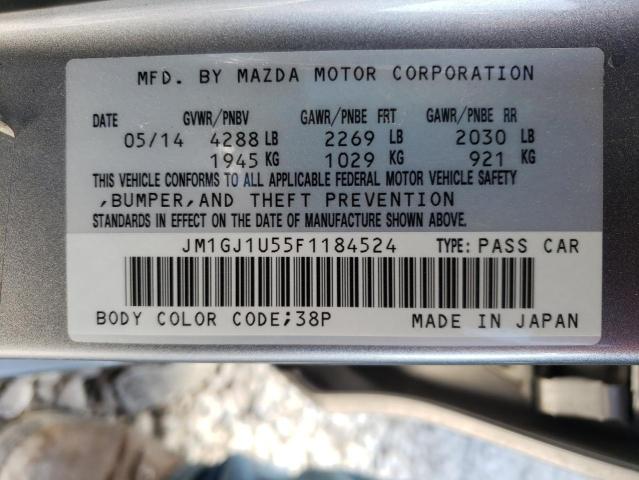 MFD. BY MAZDA MOTOR CORPORATION
DATE GVWR/PNBV GAWR/PNBE FRT GAWR/PNBE RR
05/14 4288 LB 2269 LB 2030 LB
1945 KG 1029 KG 921 KG
THIS VEHICLE CONFORMS TO ALL APPLICABLE FEDERAL MOTOR VEHICLE SAFETY
,BUMPER,AND THEFT PREVENTION
STANDARDS IN EFFECT ON THE DATE OF MANUFACTURE SHOWN ABOVE.
JM1GJ1U55F1184524 TYPE: PASS CAR
BODY COLOR CODE;38P MADE IN JAPAN